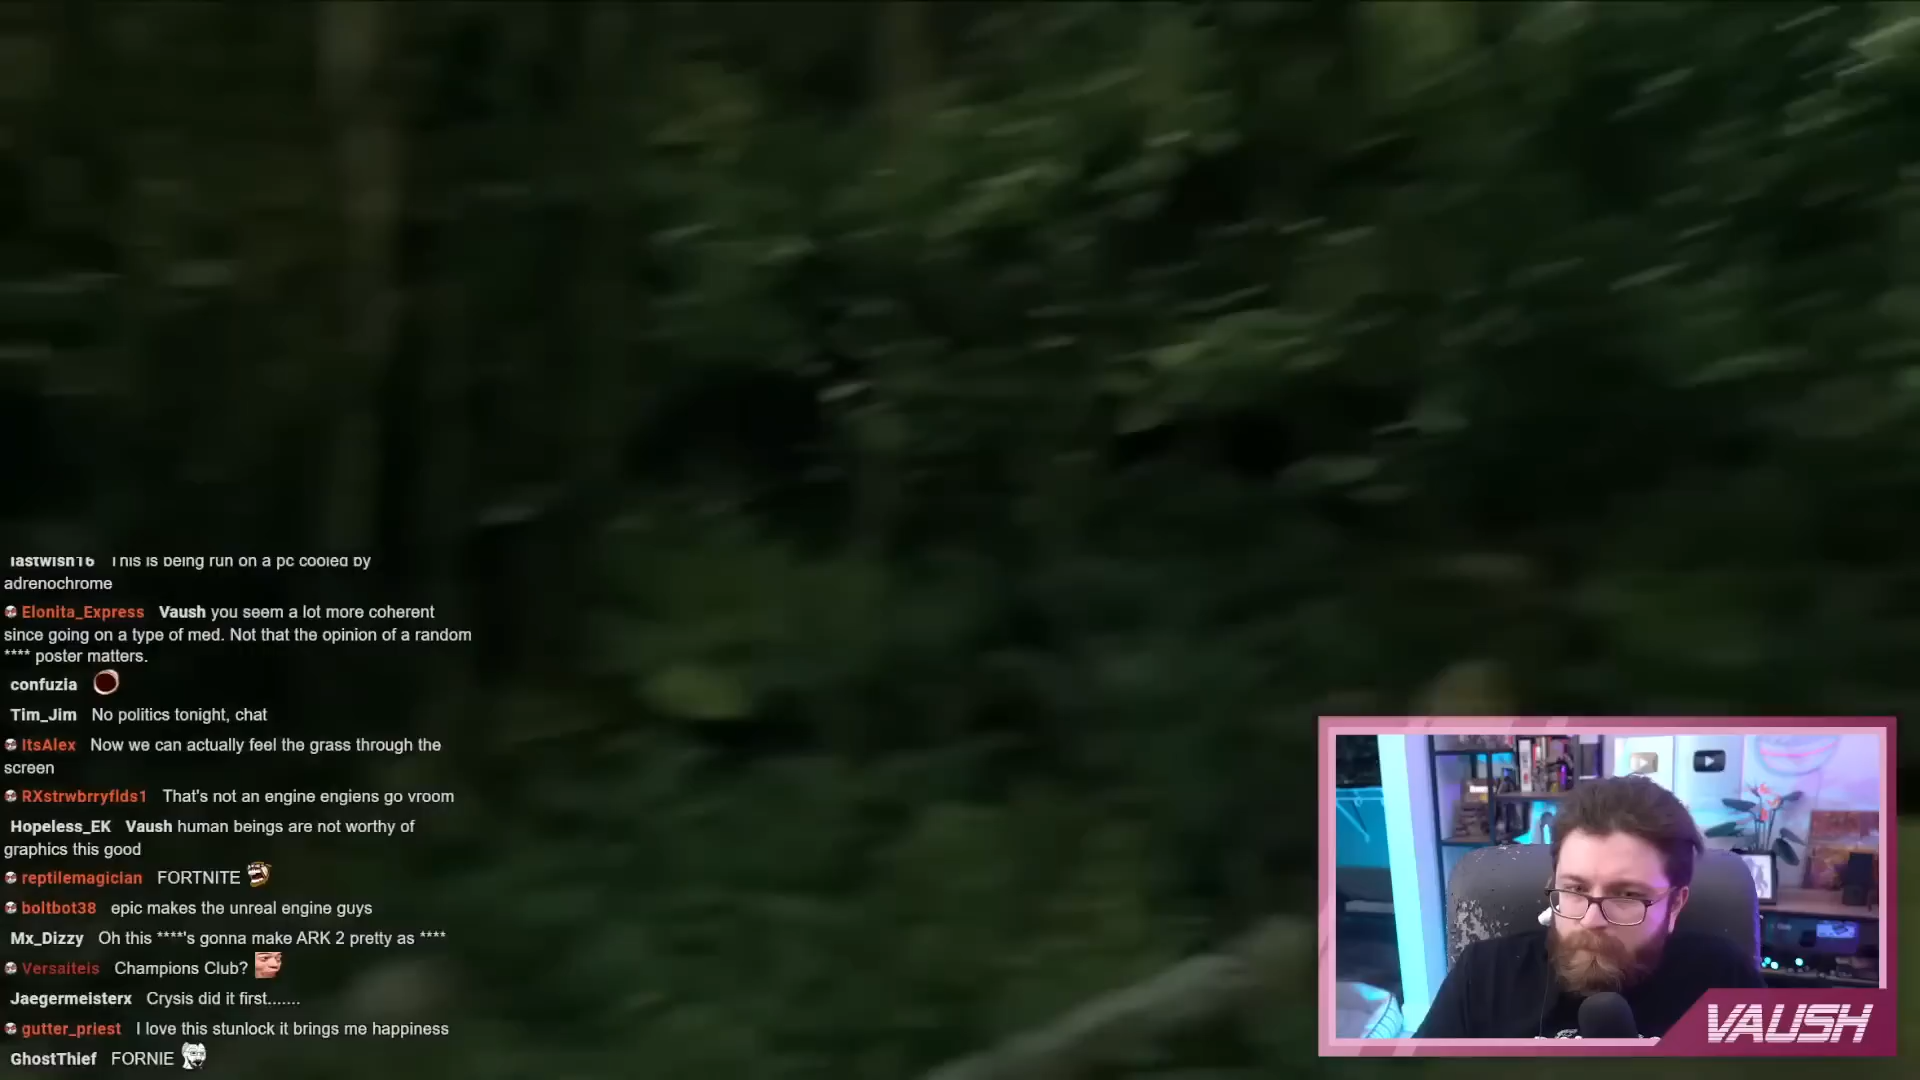 lastwish16 This is being run on a pc cooled by
adrenochrome
Elonita_Express Vaush you seem a lot more coherent
since going on a type of med. Not that the opinion of a random
**** poster matters.
confuzia
Tim_Jim No politics tonight, chat
ItsAlex Now we can actually feel the grass through the
screen
RXstrwbrryflds1 That's not an engine engiens go vroom
Hopeless_EK Vaush human beings are not worthy of
graphics this good
reptilemagician FORTNITE
boltbot38 epic makes the unreal engine guys
Mx_Dizzy Oh this ****'s gonna make ARK 2 pretty as ****
Versaiteis Champions Club?
Jaegermeisterx Crysis did it first.......
gutter_priest I love this stunlock it brings me happiness
GhostThief FORNIE
VAUSH